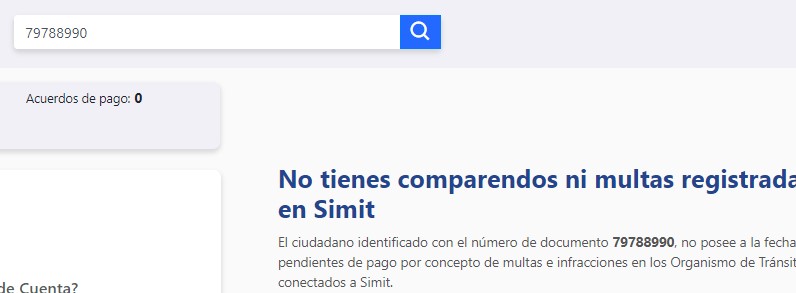 79788990
Acuerdos de pago: 0
No tienes comparendos ni multas registrada
en Simit
El ciudadano identificado con el número de documento 79788990, no posee a la fecha
pendientes de pago por concepto de multas e infracciones en los Organismo de Tránsit
conectados a Simit.
de Cuenta?